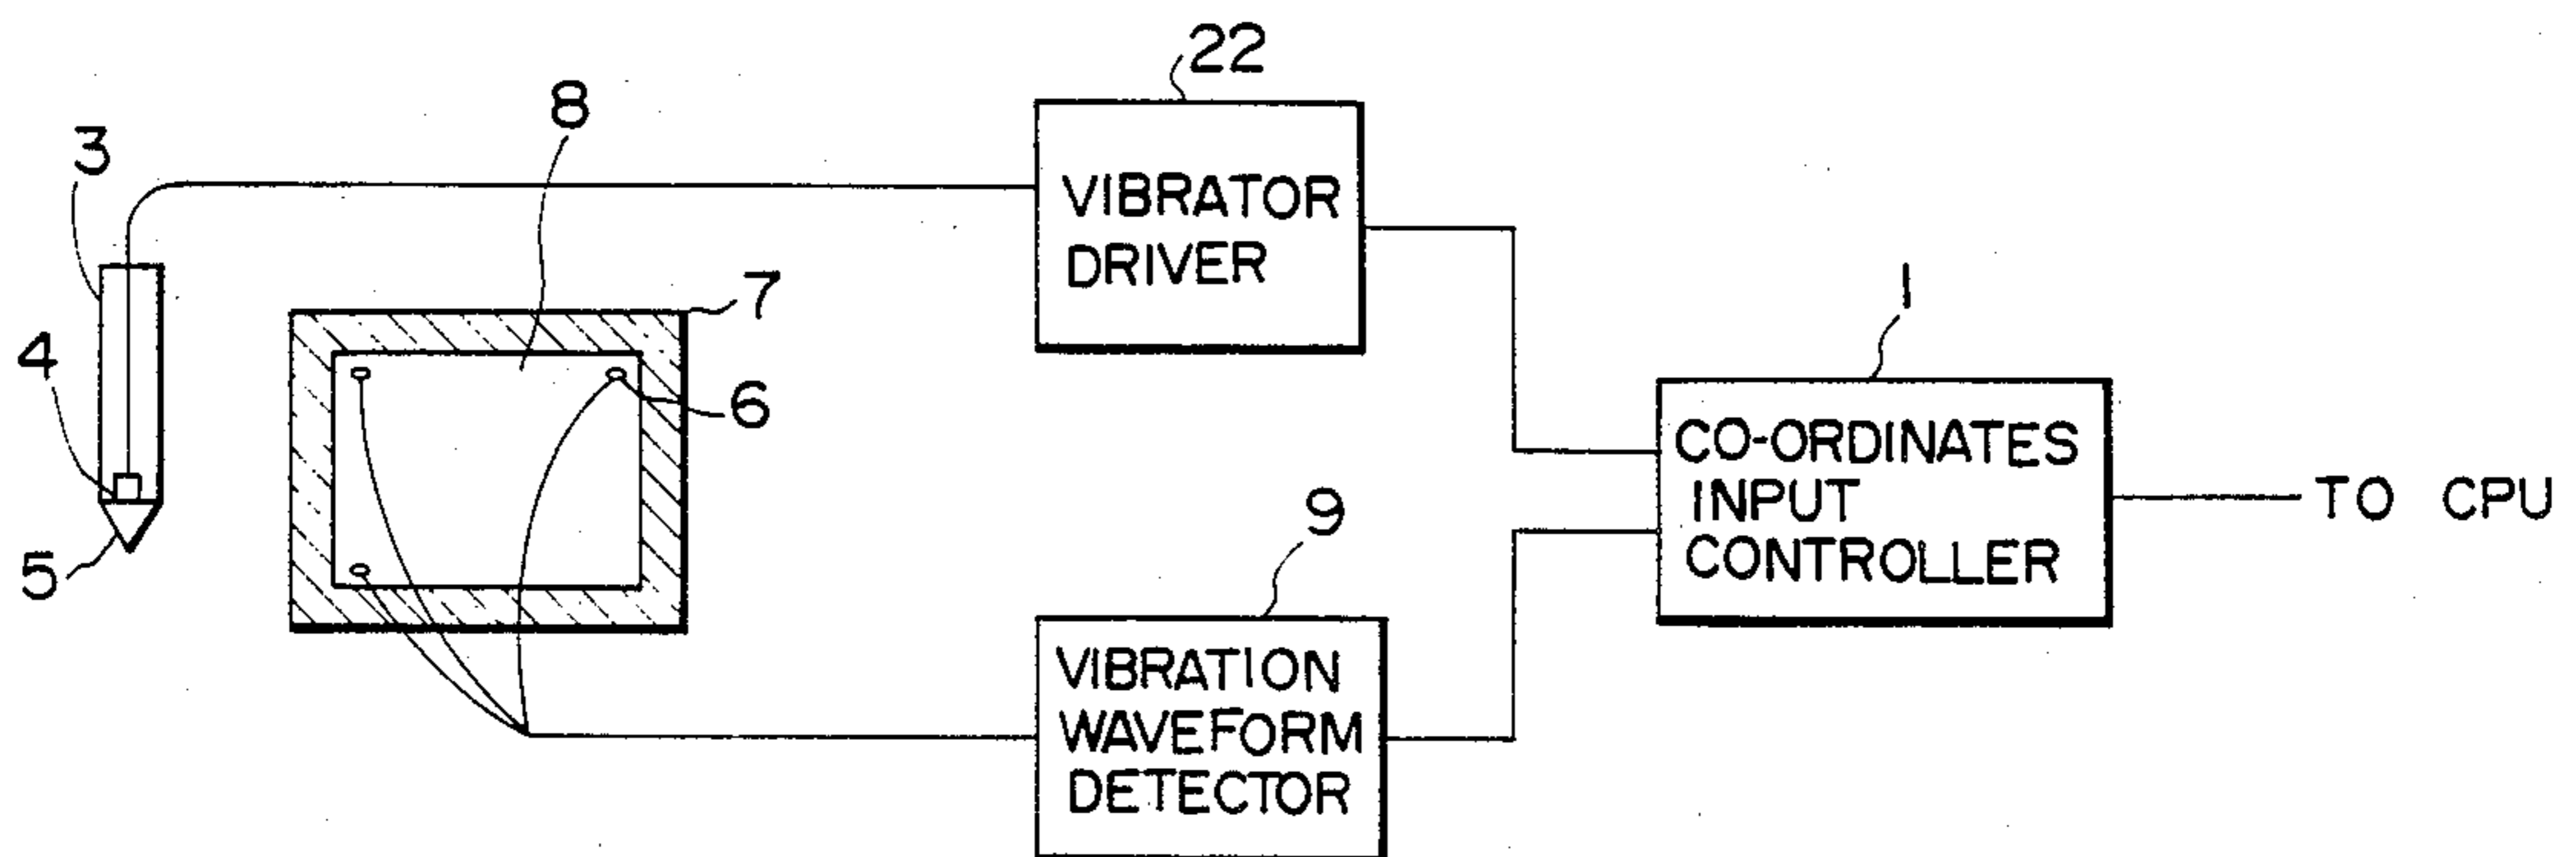 22
8
3
VIBRATOR
DRIVER
7
1
4
6
CO-ORDINATES
INPUT
CONTROLLER
TO CPU
5
9
VIBRATION
WAVEFORM
DETECTOR